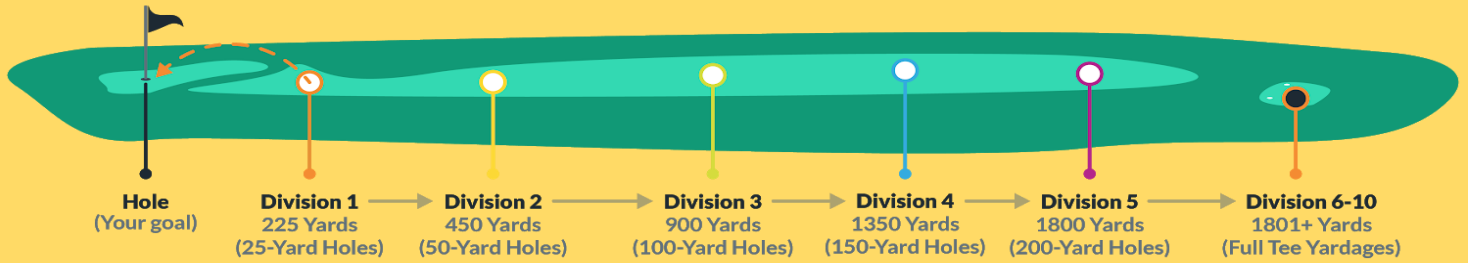 Hole
(Your goal)
Division 1
225 Yards
(25-Yard Holes)
Division 2
450 Yards
(50-Yard Holes)
Division 3
900 Yards
(100-Yard Holes)
Division 4
1350 Yards
(150-Yard Holes)
Division 5
1800 Yards
(200-Yard Holes)
Division 6-10
1801+ Yards
(Full Tee Yardages)